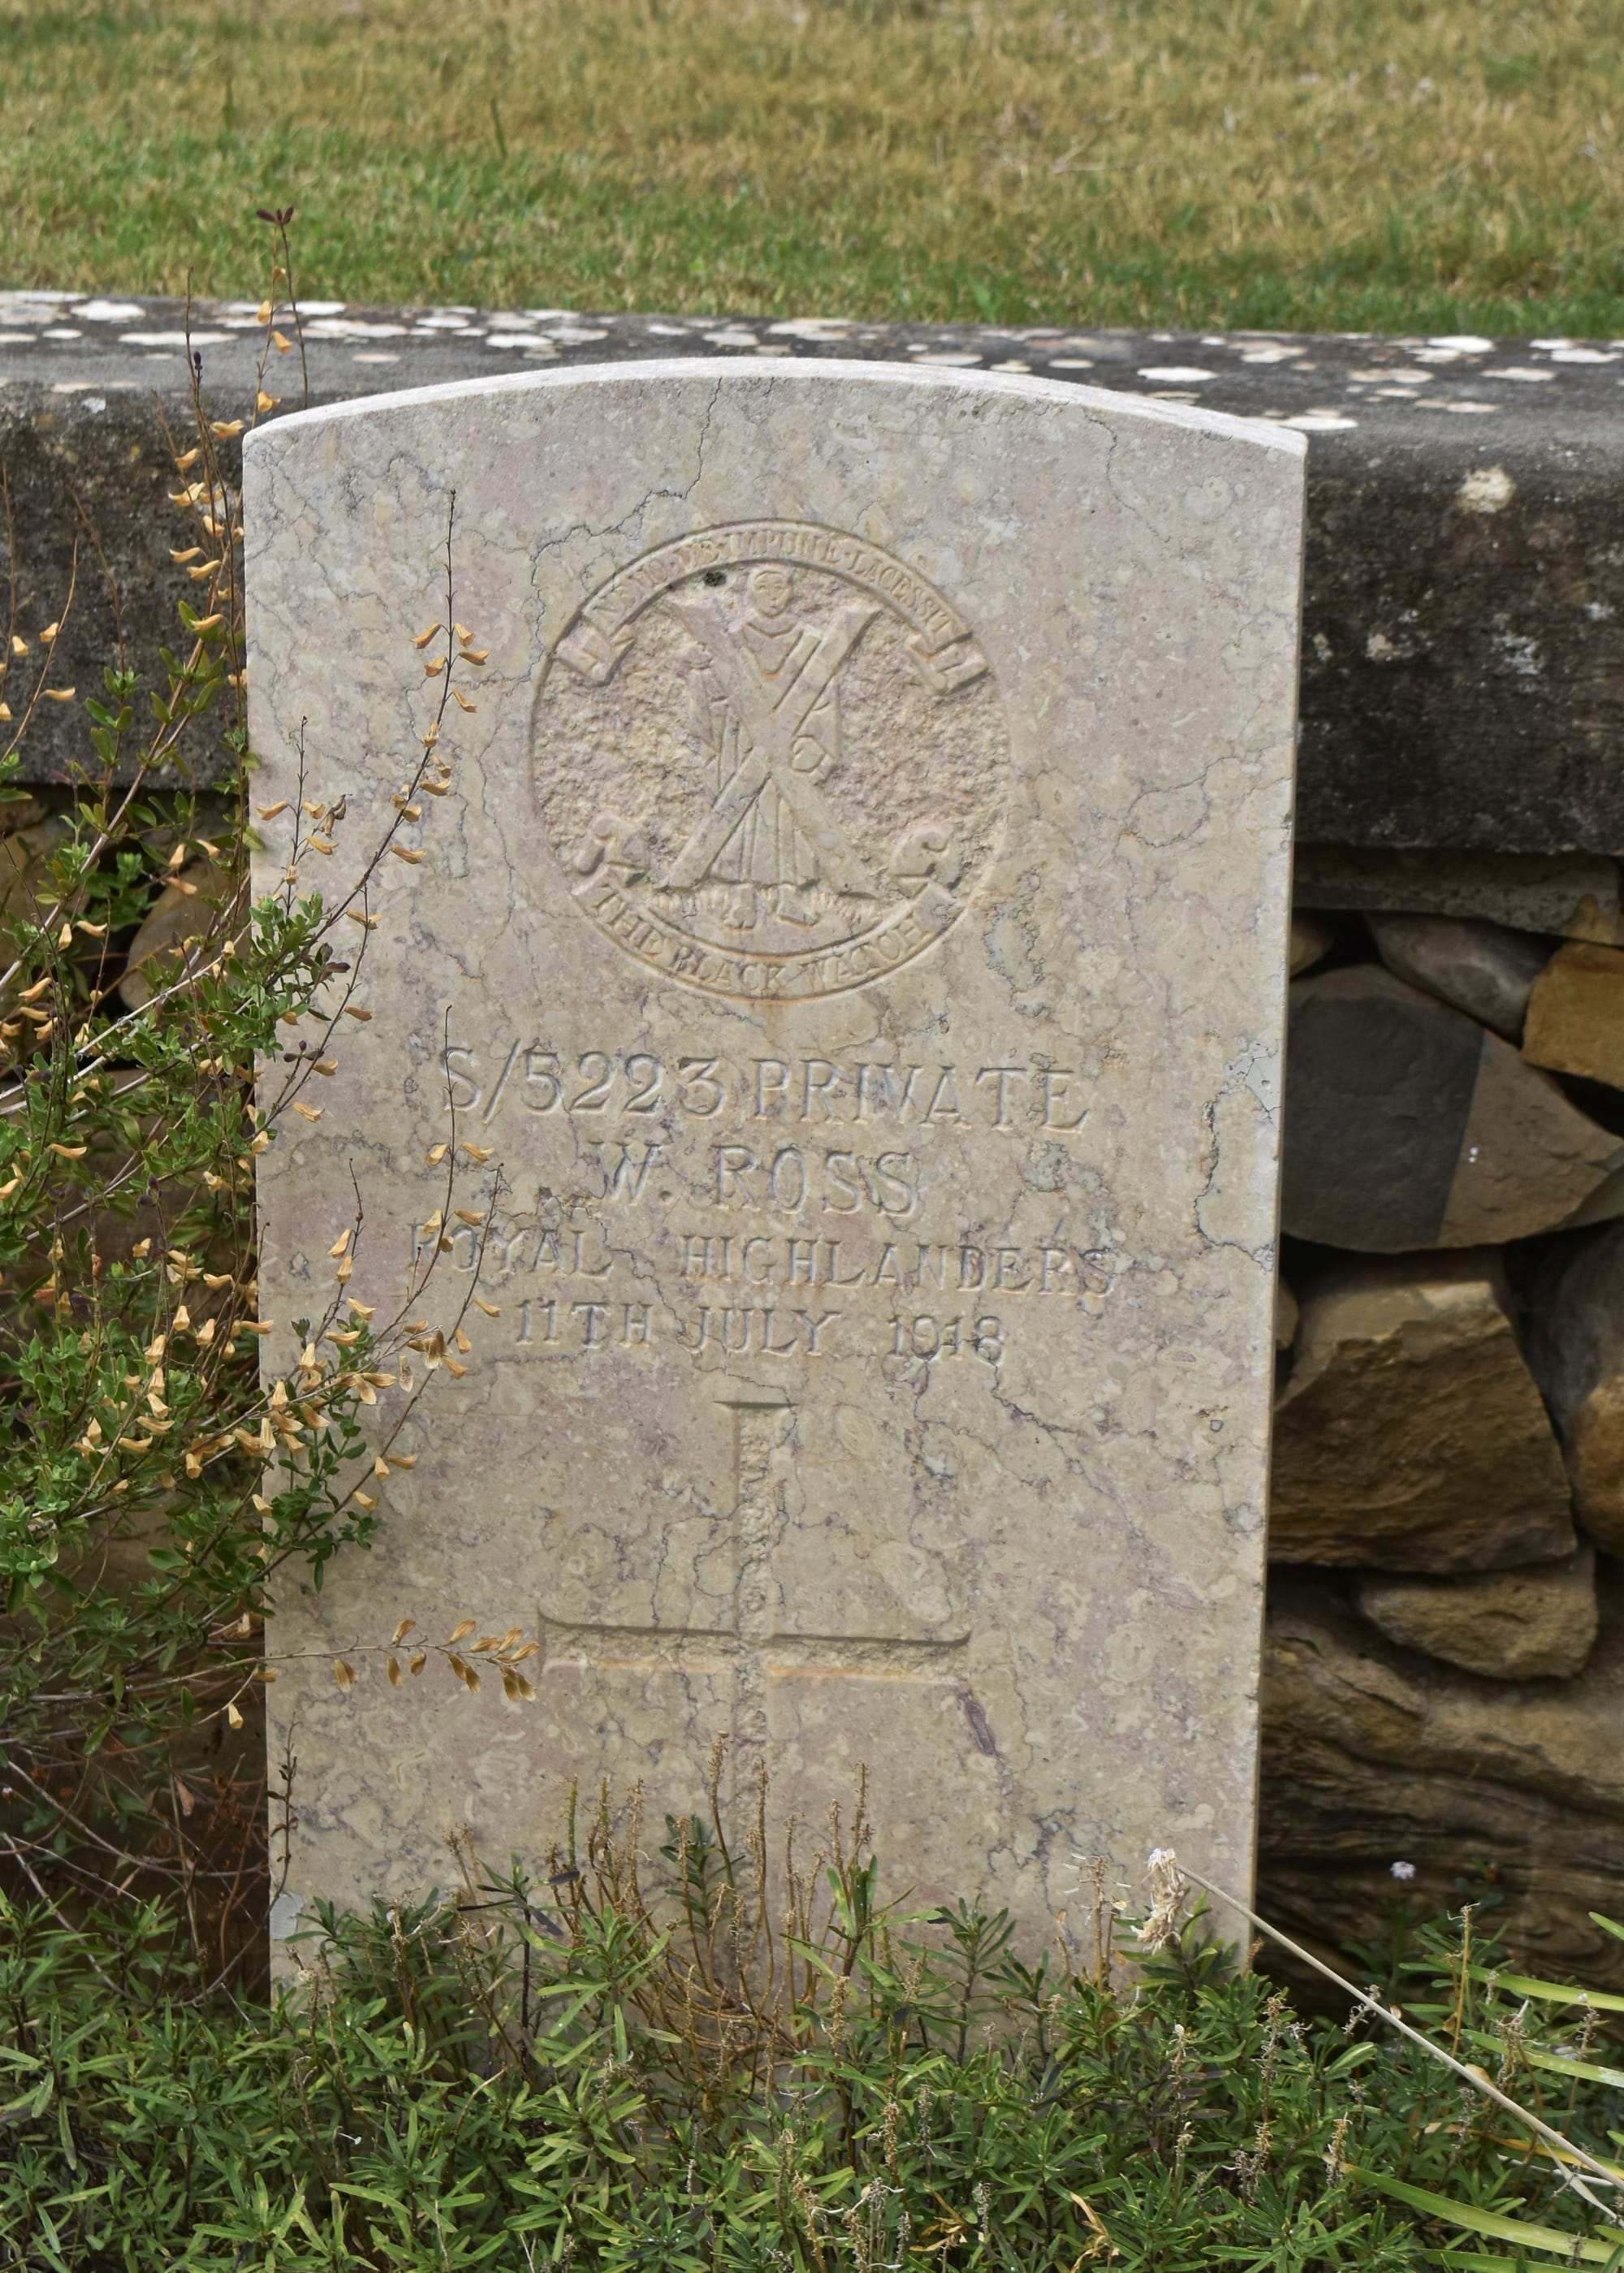 NEMO·ME·IMPUNE·LACESSIT
THE BLACK WATCH
S/5223 PRIVATE
W. ROSS
ROYAL HIGHLANDERS
11TH JULY 1918